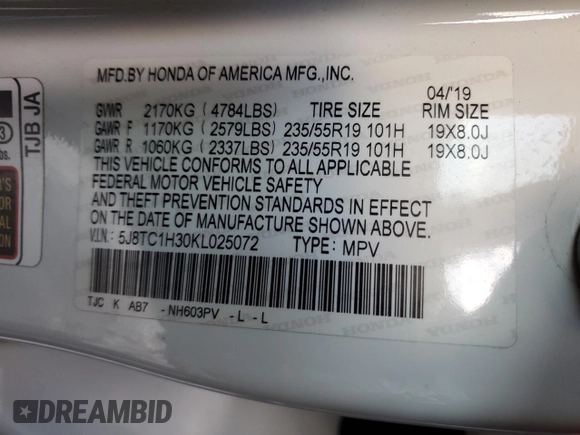 MFD.BY HONDA OF AMERICA MFG.,INC.
04/'19
GVWR 2170KG (4784LBS) TIRE SIZE RIM SIZE
GAWR F 1170KG (2579LBS) 235/55R19 101H 19X8.0J
GAWR R 1060KG (2337LBS) 235/55R19 101H 19X8.0J
THIS VEHICLE CONFORMS TO ALL APPLICABLE
FEDERAL MOTOR VEHICLE SAFETY
AND THEFT PREVENTION STANDARDS IN EFFECT
ON THE DATE OF MANUFACTURE SHOWN ABOVE.
V.I.N.: 5J8TC1H30KL025072 TYPE: MPV
TJC K AB7 - NH603PV - L - L
TJB JA
DREAMBID